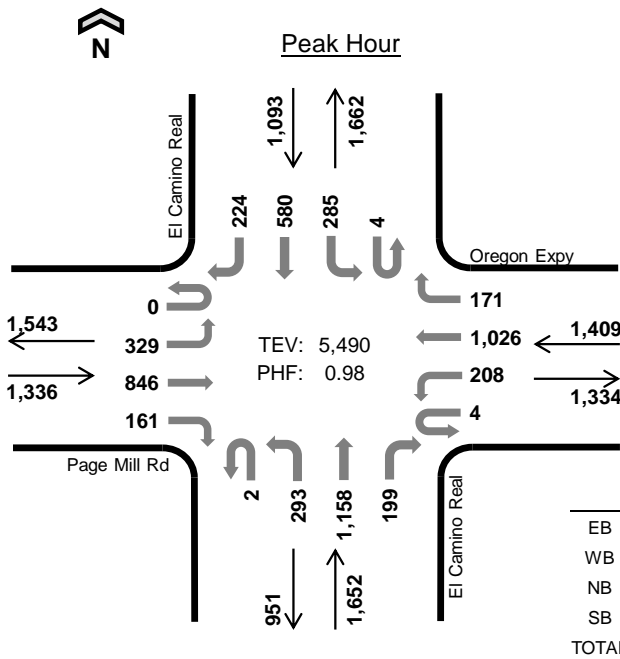 N
Peak Hour
El Camino Real
1,093
1,662
224
580
285
4
Oregon Expy
0
171
1,543
329
TEV: 5,490
1,026
1,409
1,336
846
PHF: 0.98
208
1,334
161
4
Page Mill Rd
2
293
1,158
199
951
1,652
El Camino Real
EB
WB
NB
SB
TOTAL